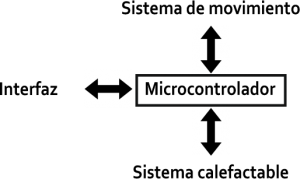 Sistema de movimiento
Interfaz
Microcontrolador
Sistema calefactable